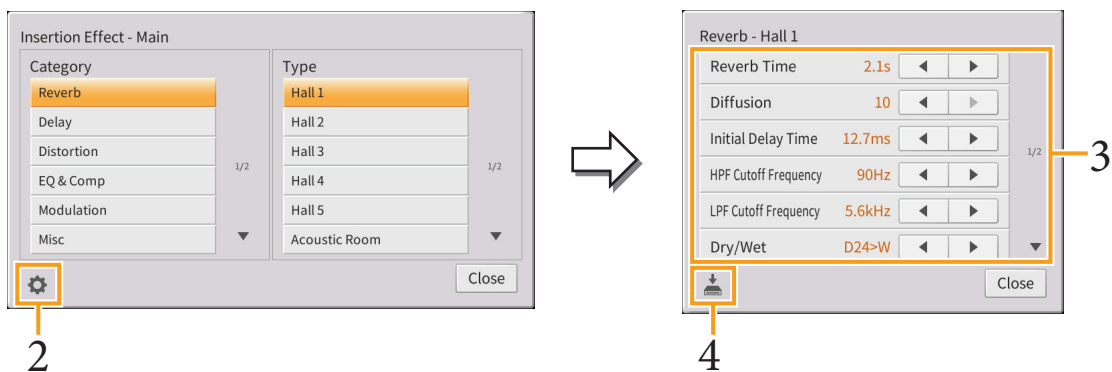 Insertion Effect - Main
Category
Reverb
Delay
Distortion
EQ & Comp
Modulation
Misc
1/2
Type
Hall 1
Hall 2
Hall 3
Hall 4
Hall 5
Acoustic Room
1/2
Close
2
Reverb - Hall 1
Reverb Time 2.1s
Diffusion 10
Initial Delay Time 12.7ms
HPF Cutoff Frequency 90Hz
LPF Cutoff Frequency 5.6kHz
Dry/Wet D24>W
1/2
3
Close
4